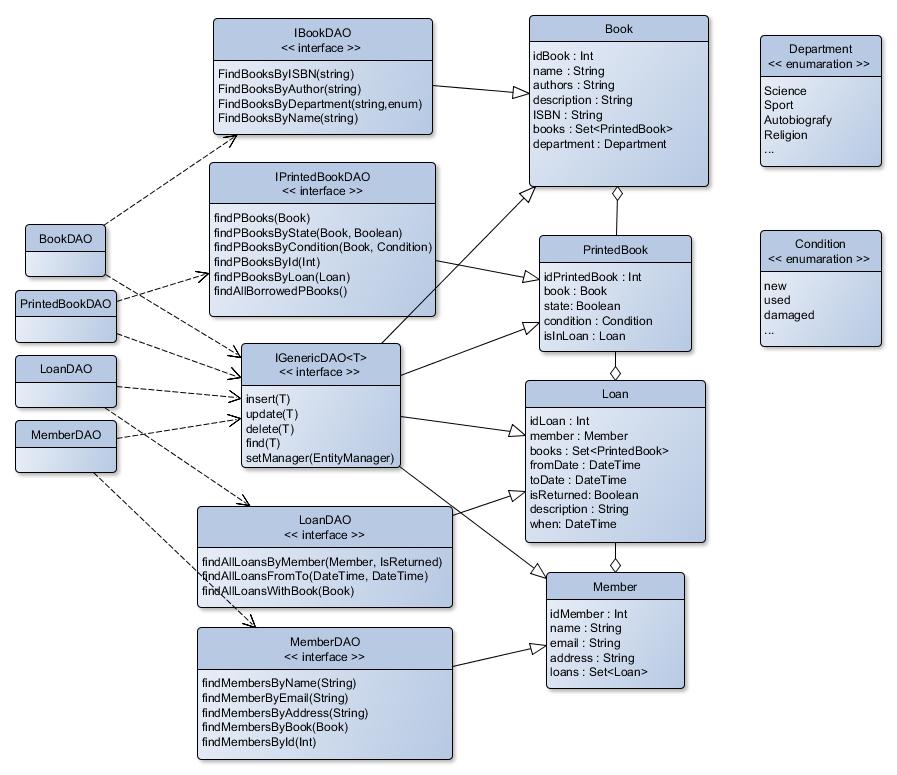 IBookDAO
<< interface >>
FindBooksByISBN(string)
FindBooksByAuthor(string)
FindBooksByDepartment(string,enum)
FindBooksByName(string)
Book
idBook : Int
name : String
authors : String
description : String
ISBN : String
books : Set<PrintedBook>
department : Department
Department
<< enumaration >>
Science
Sport
Autobiografy
Religion
...
IPrintedBookDAO
<< interface >>
findPBooks(Book)
findPBooksByState(Book, Boolean)
findPBooksByCondition(Book, Condition)
findPBooksById(Int)
findPBooksByLoan(Loan)
findAllBorrowedPBooks()
BookDAO
PrintedBookDAO
LoanDAO
MemberDAO
PrintedBook
idPrintedBook : Int
book : Book
state: Boolean
condition : Condition
isInLoan : Loan
Condition
<< enumaration >>
new
used
damaged
...
IGenericDAO<T>
<< interface >>
insert(T)
update(T)
delete(T)
find(T)
setManager(EntityManager)
Loan
idLoan : Int
member : Member
books : Set<PrintedBook>
fromDate : DateTime
toDate : DateTime
isReturned: Boolean
description : String
when: DateTime
LoanDAO
<< interface >>
findAllLoansByMember(Member, IsReturned)
findAllLoansFromTo(DateTime, DateTime)
findAllLoansWithBook(Book)
Member
idMember : Int
name : String
email : String
address : String
loans : Set<Loan>
MemberDAO
<< interface >>
findMembersByName(String)
findMemberByEmail(String)
findMembersByAddress(String)
findMembersByBook(Book)
findMembersById(Int)